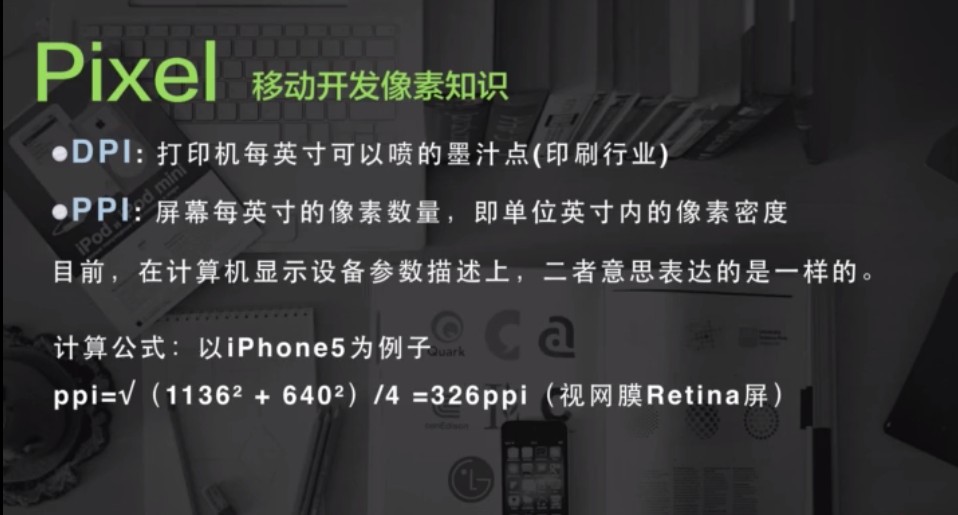 Pixel 移动开发像素知识
●DPI: 打印机每英寸可以喷的墨汁点(印刷行业)
●PPI: 屏幕每英寸的像素数量，即单位英寸内的像素密度
iPod mini
目前，在计算机显示设备参数描述上，二者意思表达的是一样的。
计算公式：以iPhone5为例子
Quark
ppi=√（1136² + 640²）/4 =326ppi（视网膜Retina屏）